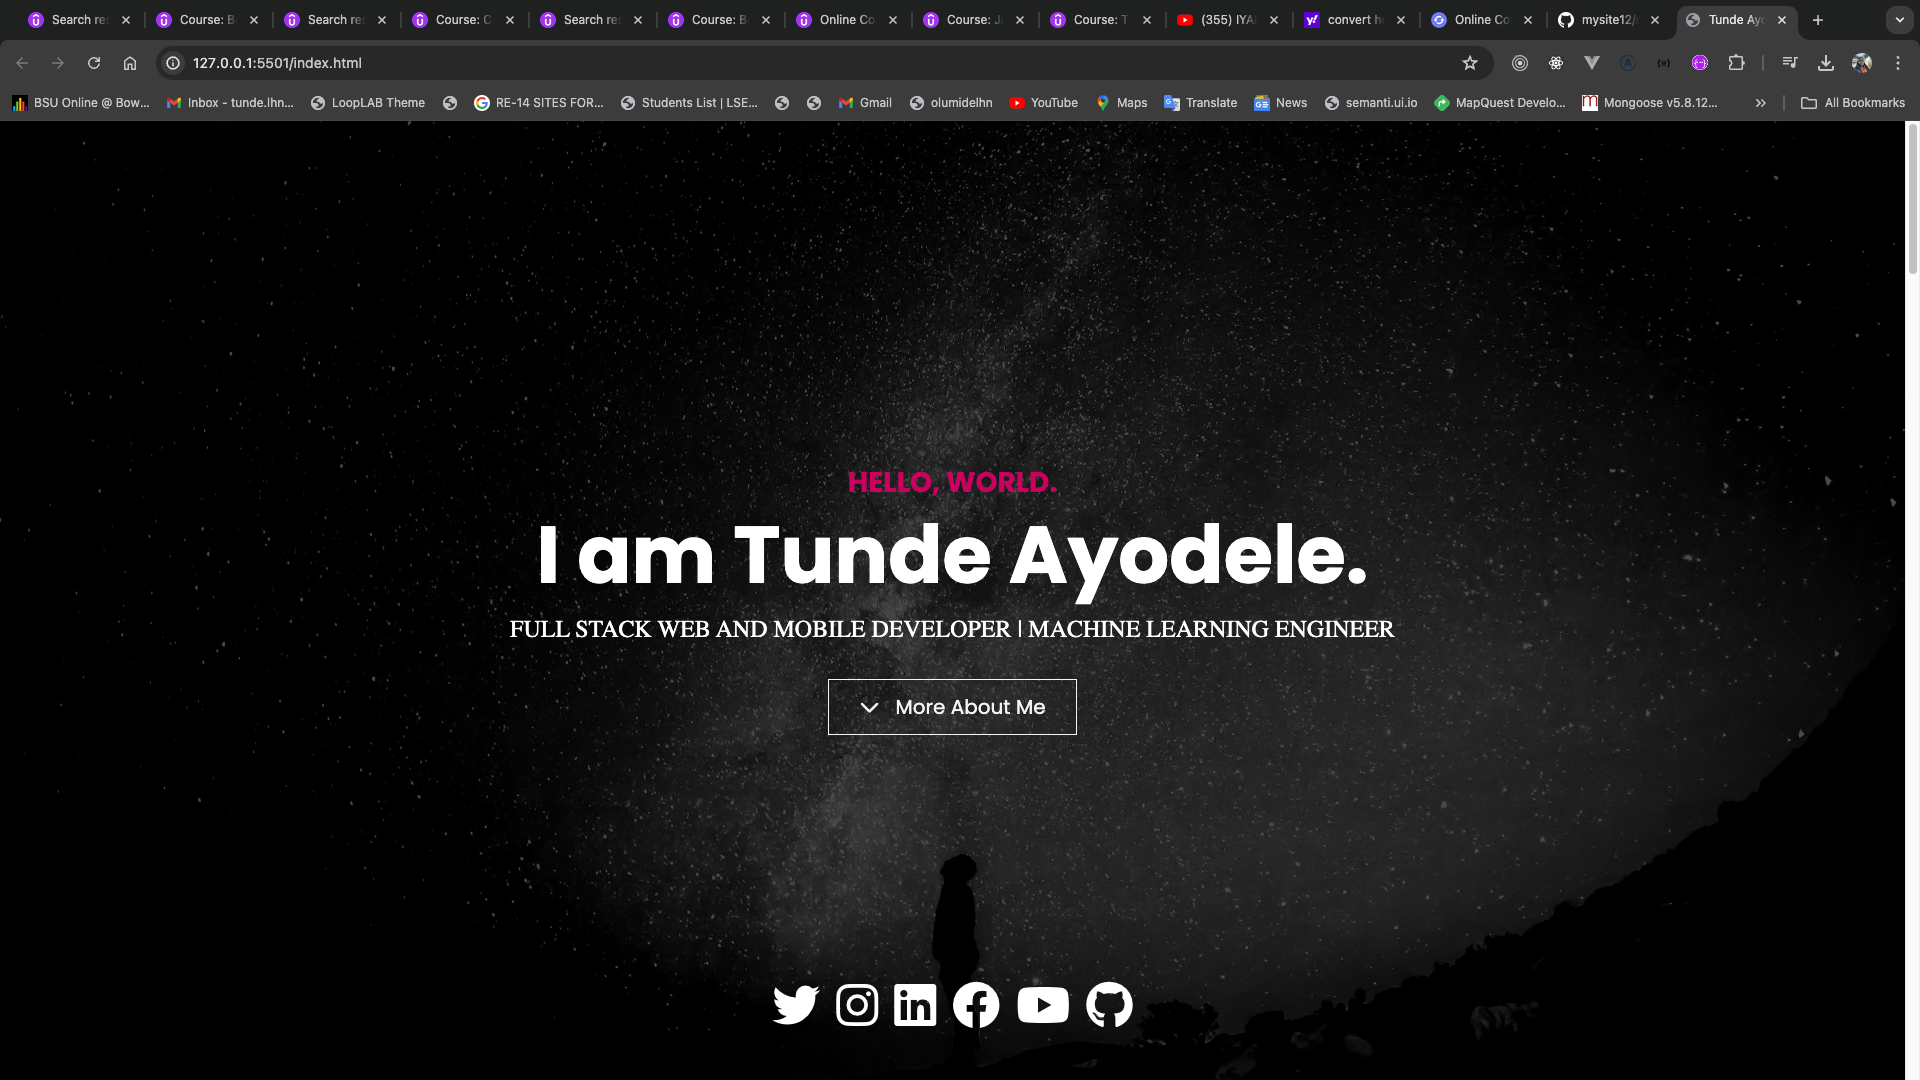 Search re
Course: B
Search re
Course: C
Search re
Course: B
Online Co
Course: Ja
Course: T
(355) IYA
convert h
Online Co
mysite12/
Tunde Ay
127.0.0.1:5501/index.html
BSU Online @ Bow...
Inbox - tunde.lhn...
LoopLAB Theme
RE-14 SITES FOR...
Students List | LSE...
Gmail
olumidelhn
YouTube
Maps
Translate
News
semanti.ui.io
MapQuest Develo...
Mongoose v5.8.12...
All Bookmarks
HELLO, WORLD.
I am Tunde Ayodele.
FULL STACK WEB AND MOBILE DEVELOPER | MACHINE LEARNING ENGINEER
More About Me